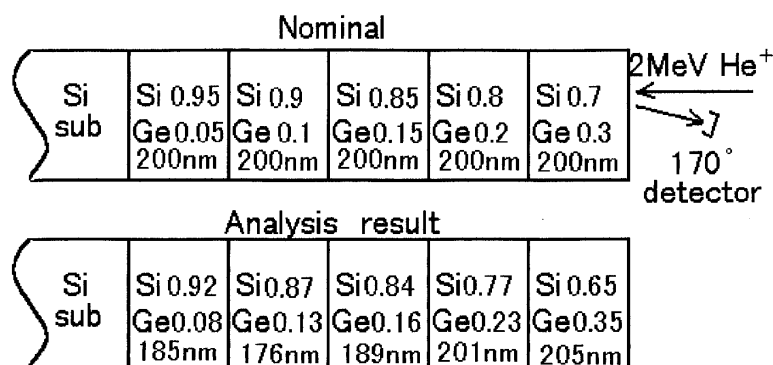 Nominal
2MeV He+
Si sub
Si 0.95 Ge 0.05 200nm
Si 0.9 Ge 0.1 200nm
Si 0.85 Ge 0.15 200nm
Si 0.8 Ge 0.2 200nm
Si 0.7 Ge 0.3 200nm
170° detector
Analysis result
Si sub
Si 0.92 Ge0.08 185nm
Si0.87 Ge0.13 176nm
Si0.84 Ge0.16 189nm
Si0.77 Ge0.23 201nm
Si 0.65 Ge0.35 205nm